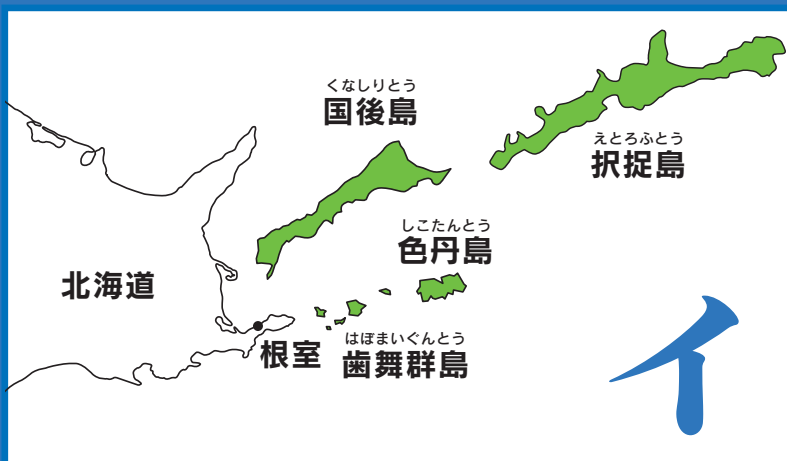 くなしりとう
国後島
えとろふとう
択捉島
しこたんとう
色丹島
北海道
根室
はぼまいぐんとう
歯舞群島
イ